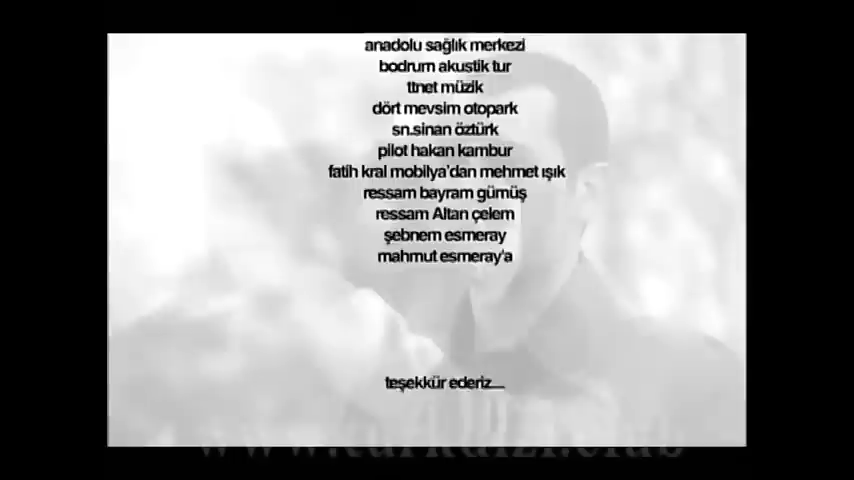 anadolu sağlık merkezi
bodrum akustik tur
ttnet müzik
dört mevsim otopark
sn.sinan öztürk
pilot hakan kambur
fatih kral mobilya'dan mehmet ışık
ressam bayram gümüş
ressam Altan çelem
şebnem esmeray
mahmut esmeray'a
teşekkür ederiz....